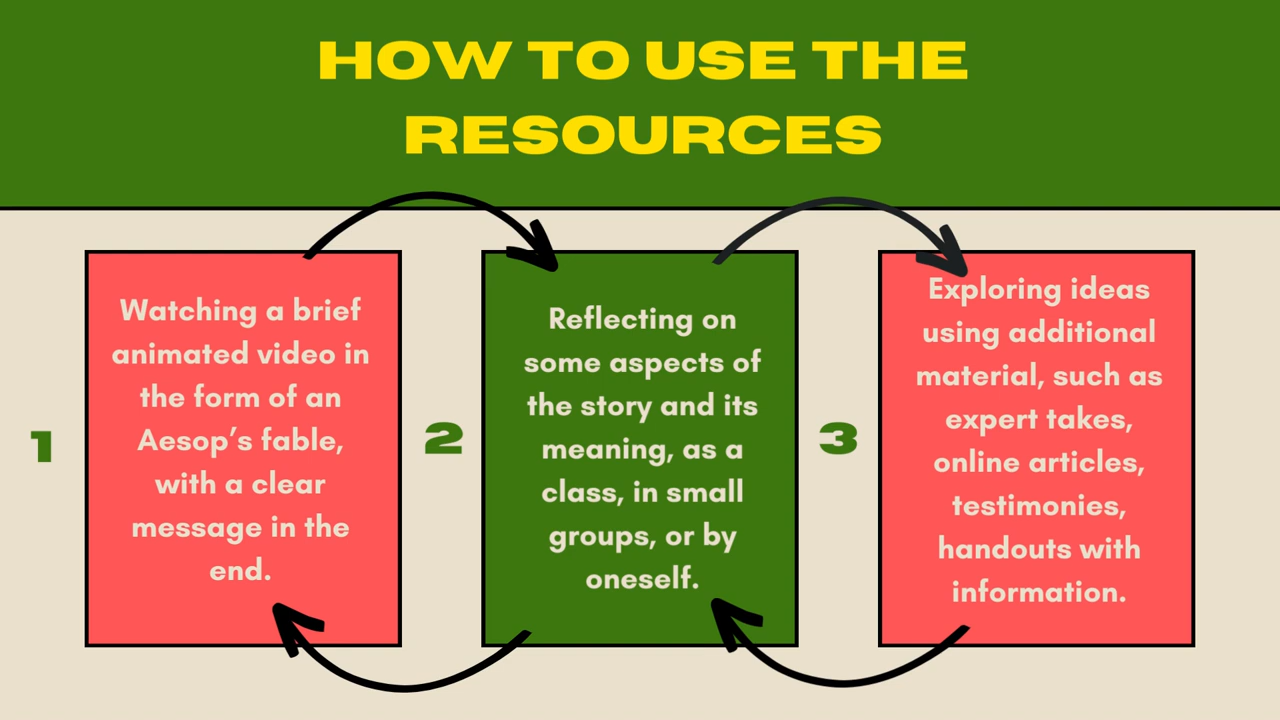 HOW TO USE THE
RESOURCES
1
Watching a brief
animated video in
the form of an
Aesop's fable,
with a clear
message in the
end.
2
Reflecting on
some aspects of
the story and its
meaning, as a
class, in small
groups, or by
oneself.
3
Exploring ideas
using additional
material, such as
expert takes,
online articles,
testimonies,
handouts with
information.